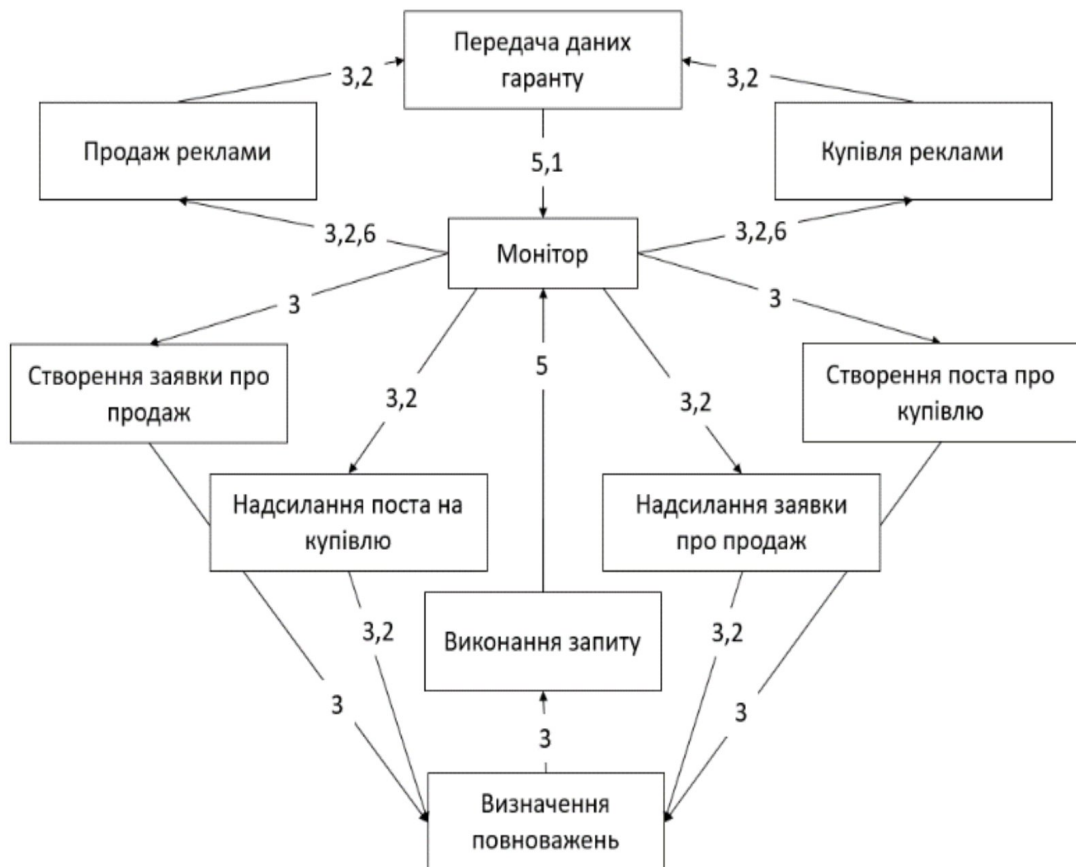 Передача даних
гаранту
3,2
3,2
Продаж реклами
Купівля реклами
5,1
3,2,6
3,2,6
Монітор
3
3
Створення заявки про
продаж
5
Створення поста про
купівлю
3,2
3,2
Надсилання поста на
купівлю
Надсилання заявки
про продаж
3,2
Виконання запиту
3,2
3
3
3
Визначення
повноважень